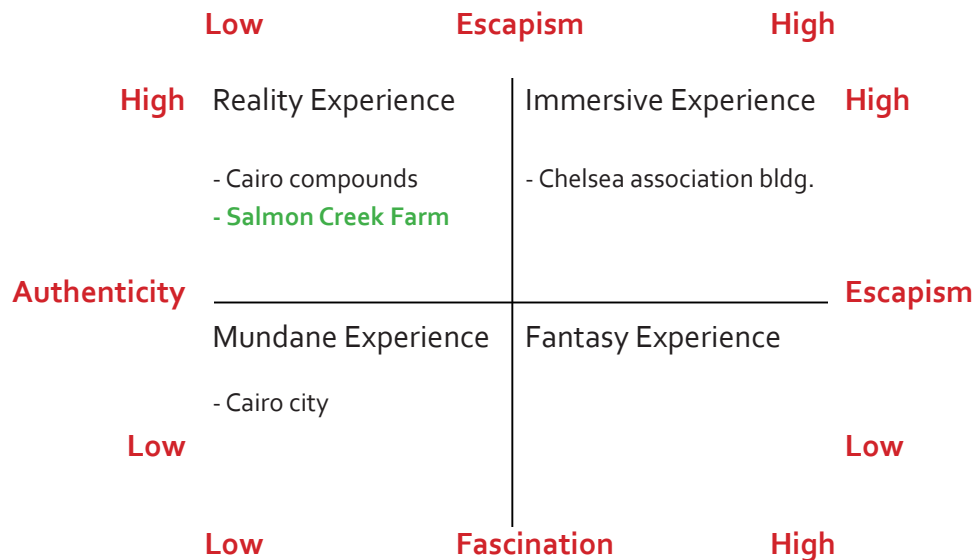 Low Escapism High
High Reality Experience Immersive Experience High
- Cairo compounds - Chelsea association bldg.
- Salmon Creek Farm
Authenticity Escapism
Mundane Experience Fantasy Experience
- Cairo city
Low Low
Low Fascination High